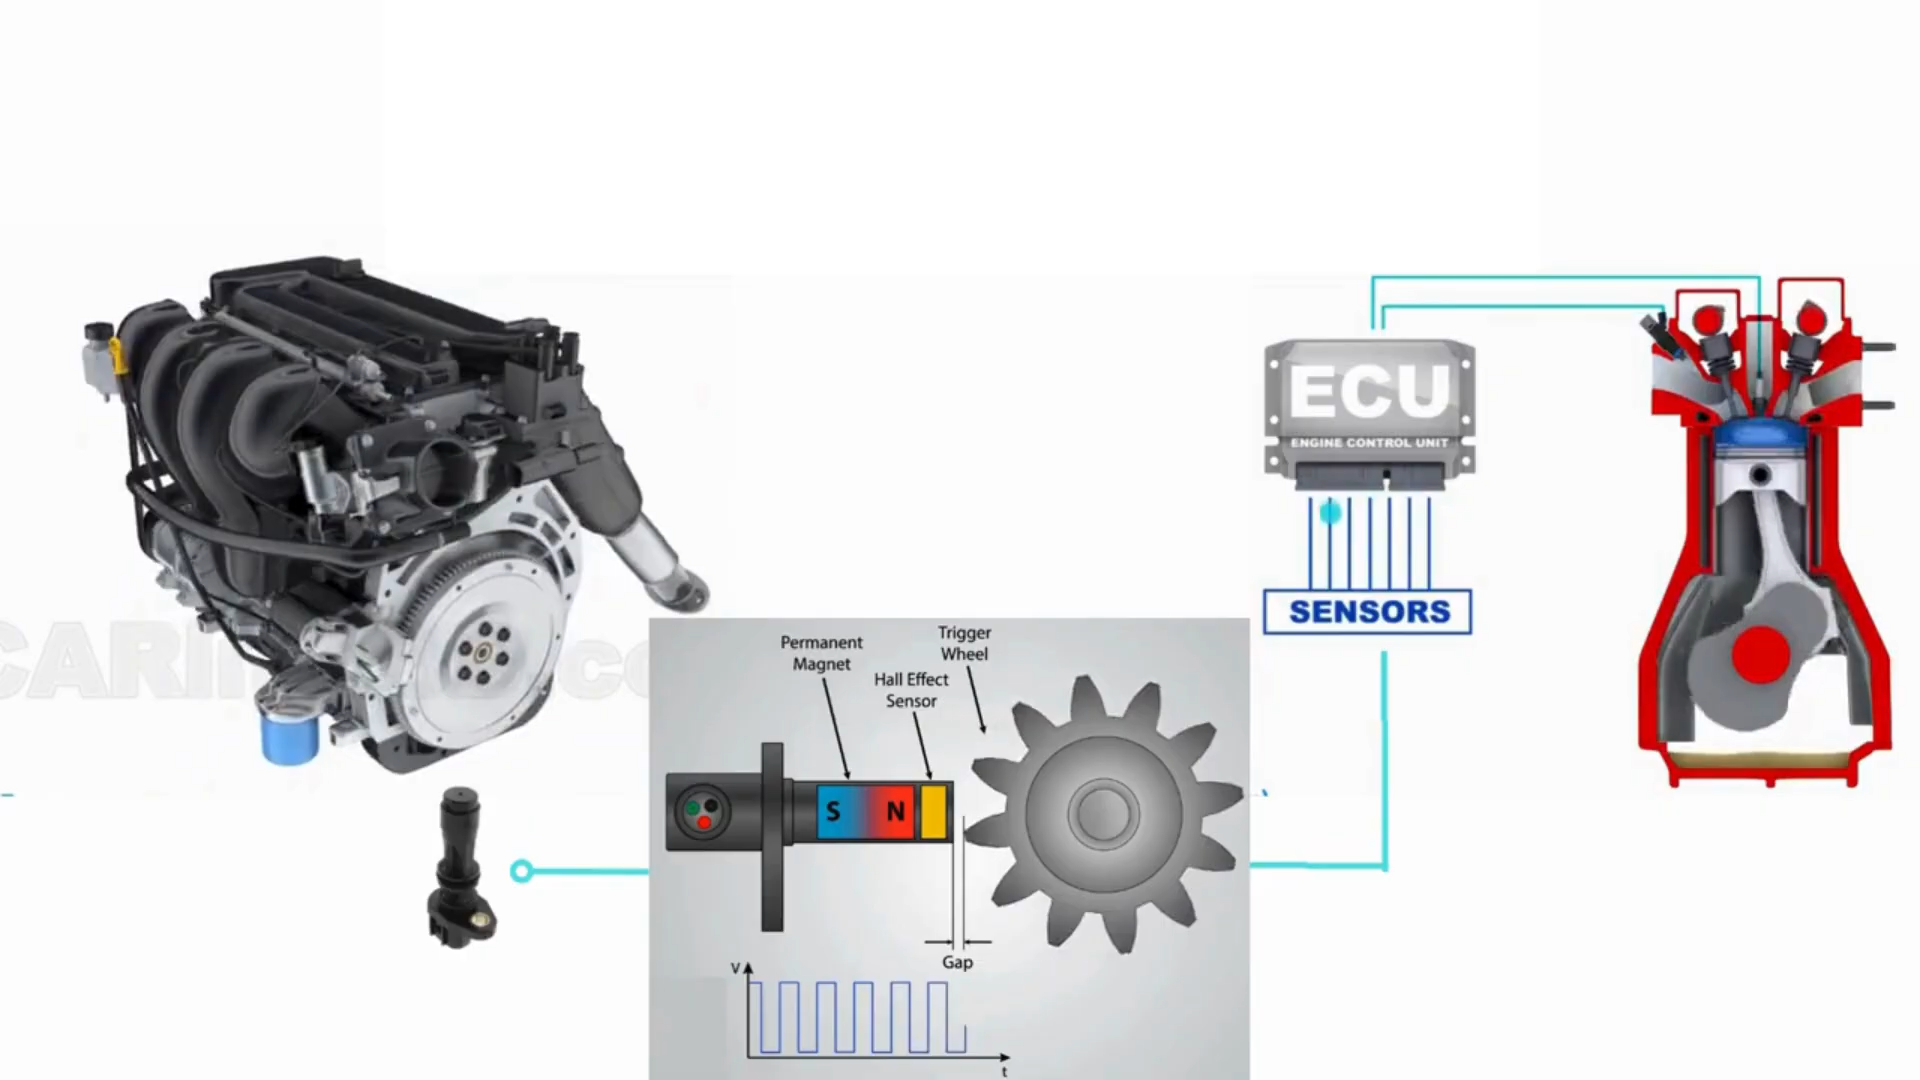 ECU
ENGINE CONTROL UNIT
SENSORS
Permanent
Magnet
Hall Effect
Sensor
Trigger
Wheel
S
N
Gap
V
t